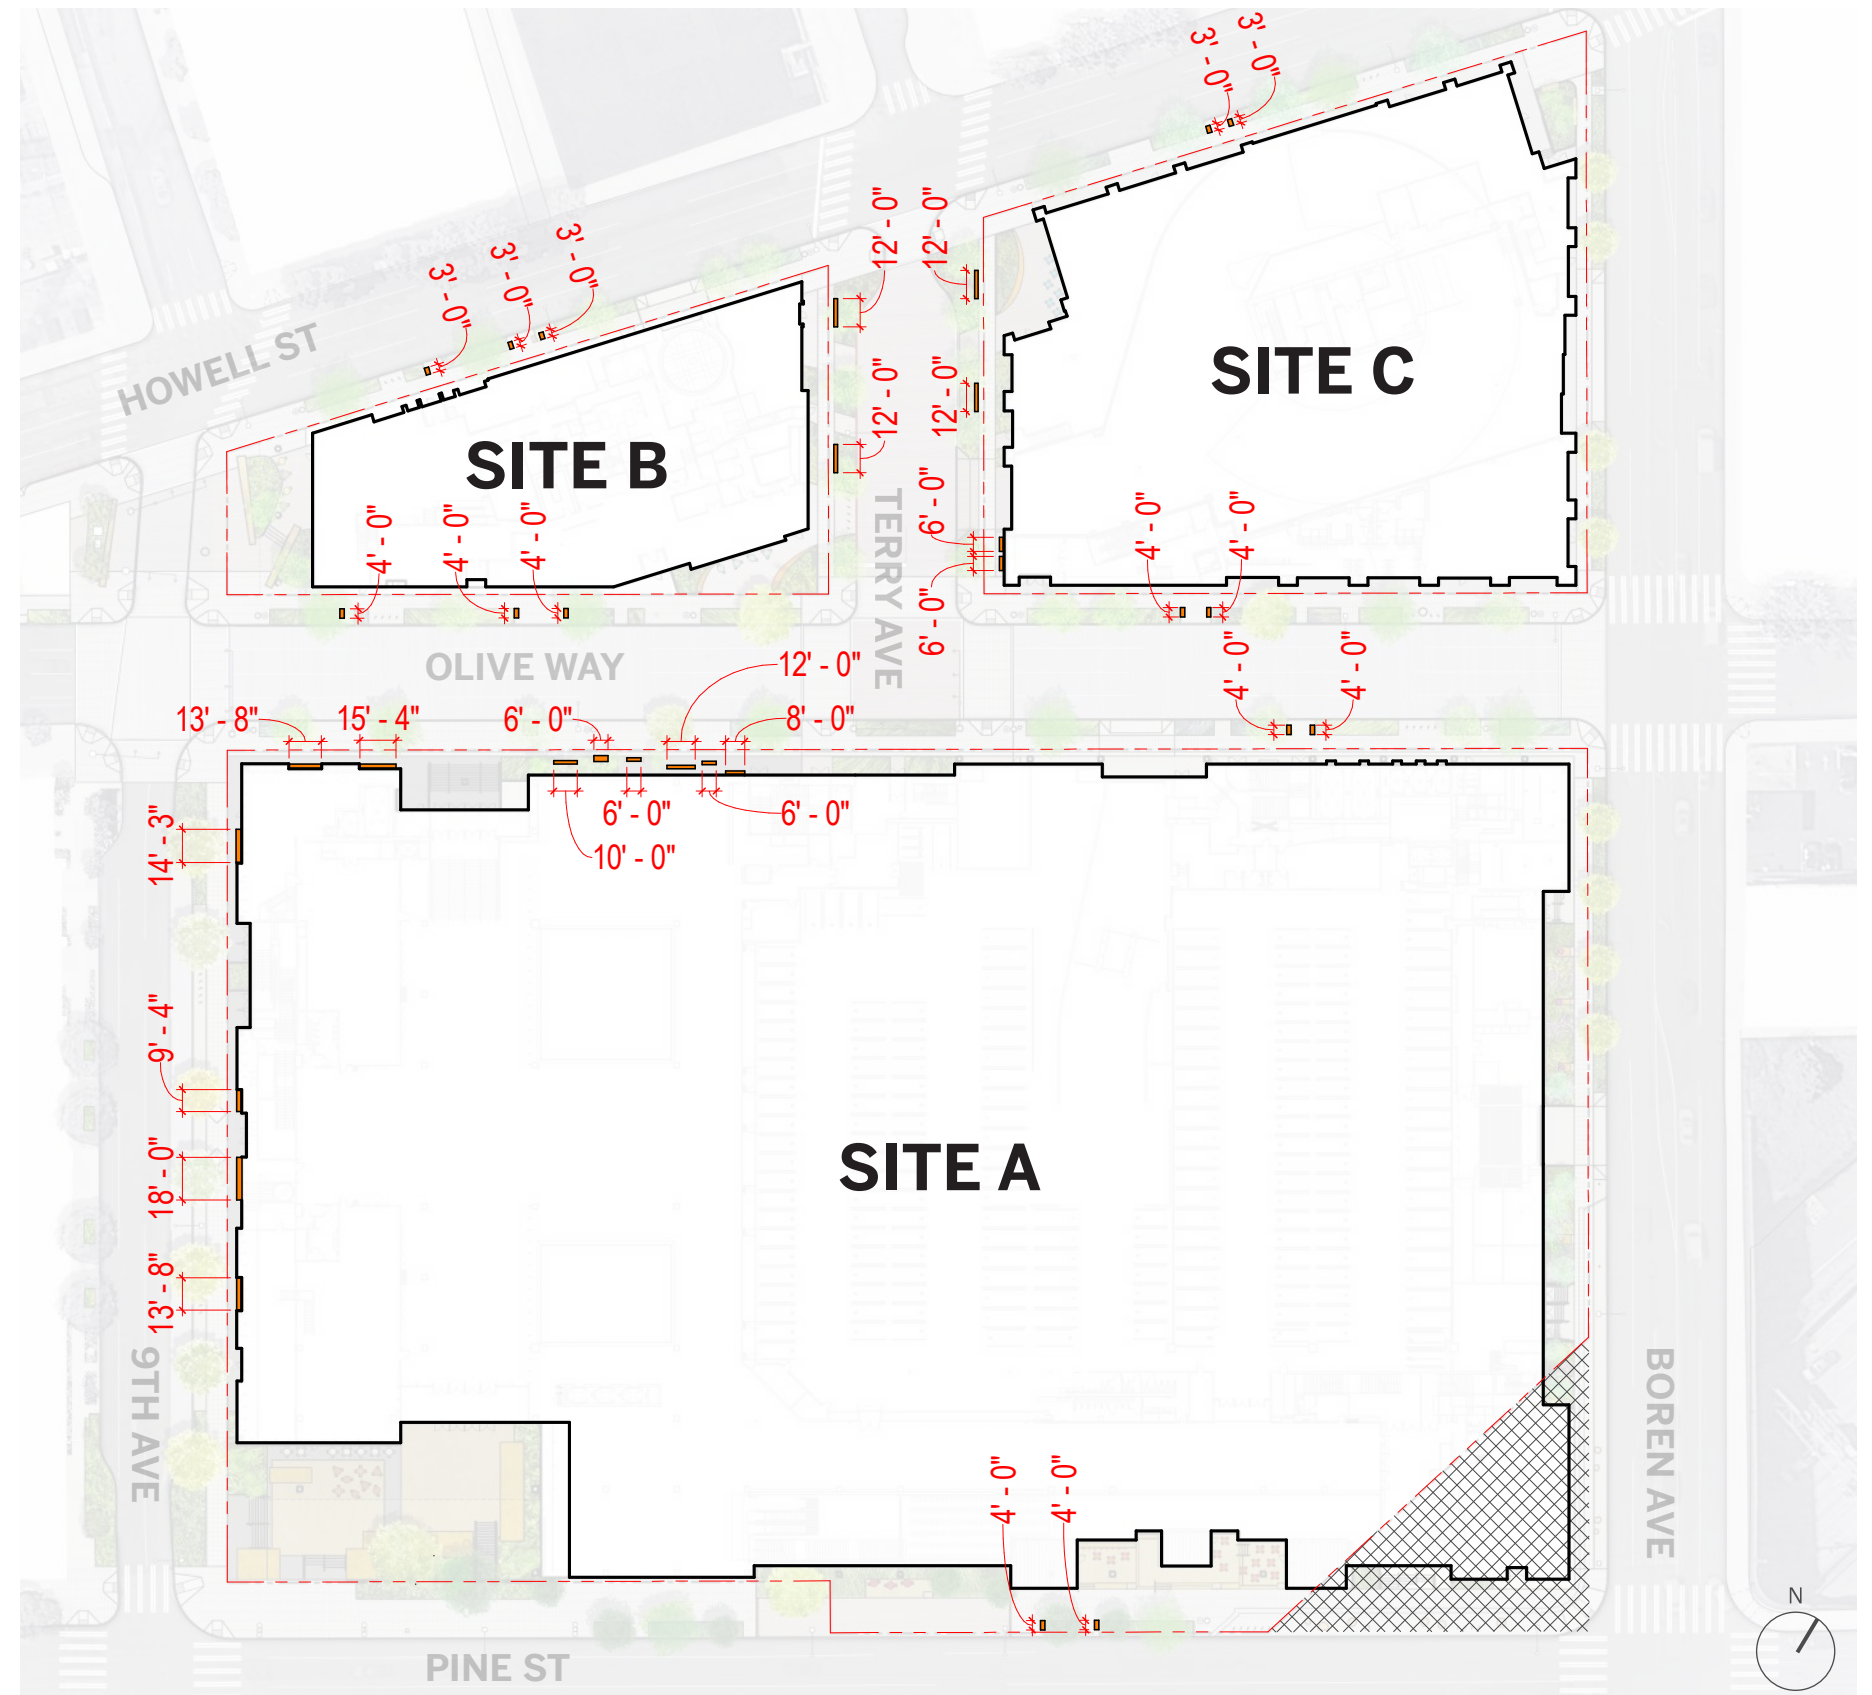 3' - 0"
3' - 0"
12' - 0"
12' - 0"
3' - 0"
3' - 0"
3' - 0"
HOWELL ST
SITE C
12' - 0"
12' - 0"
SITE B
4' - 0"
4' - 0"
4' - 0"
TERRY AVE
6' - 0"
6' - 0"
4' - 0"
4' - 0"
OLIVE WAY
12' - 0"
4' - 0"
4' - 0"
13' - 8"
15' - 4"
6' - 0"
8' - 0"
14' - 3"
6' - 0"
6' - 0"
10' - 0"
9' - 4"
SITE A
18' - 0"
13' - 8"
9TH AVE
BOREN AVE
4' - 0"
4' - 0"
N
PINE ST